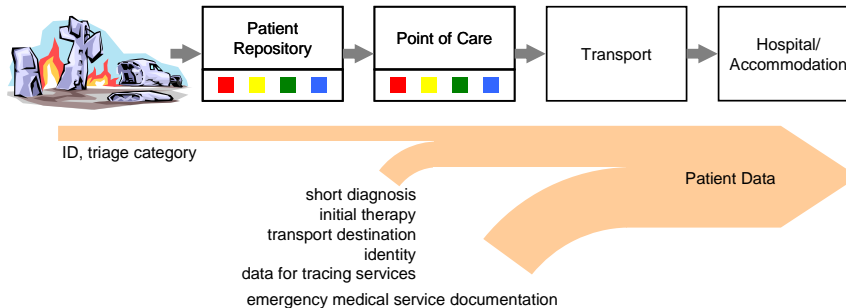 Patient
Repository
Point of Care
Transport
Hospital/
Accommodation
ID, triage category
Patient Data
short diagnosis
initial therapy
transport destination
identity
data for tracing services
emergency medical service documentation